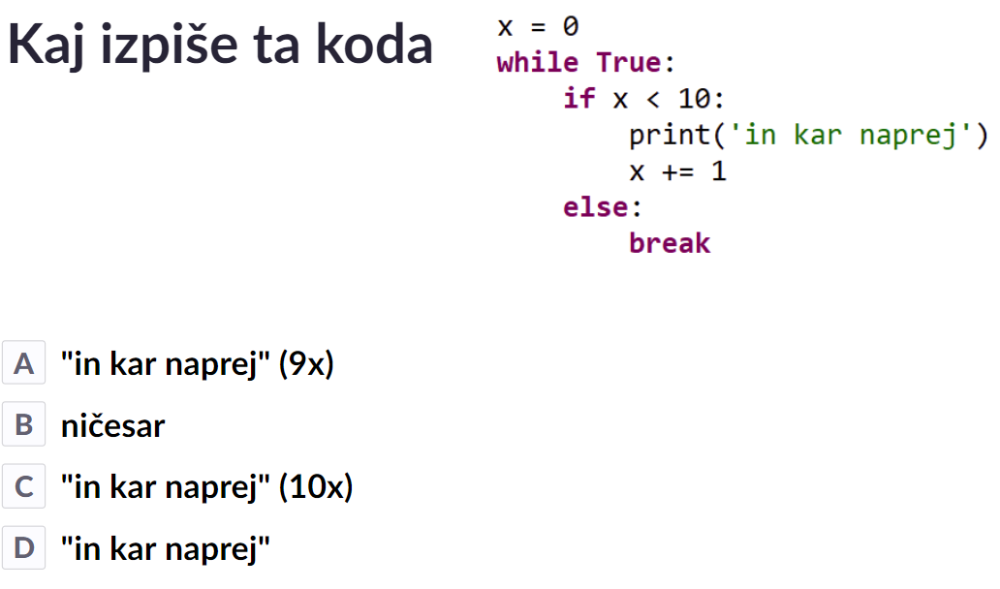 Kaj izpiše ta koda
x = 0
while True:
    if x < 10:
        print('in kar naprej')
        x += 1
    else:
        break
A "in kar naprej" (9x)
B ničesar
C "in kar naprej" (10x)
D "in kar naprej"